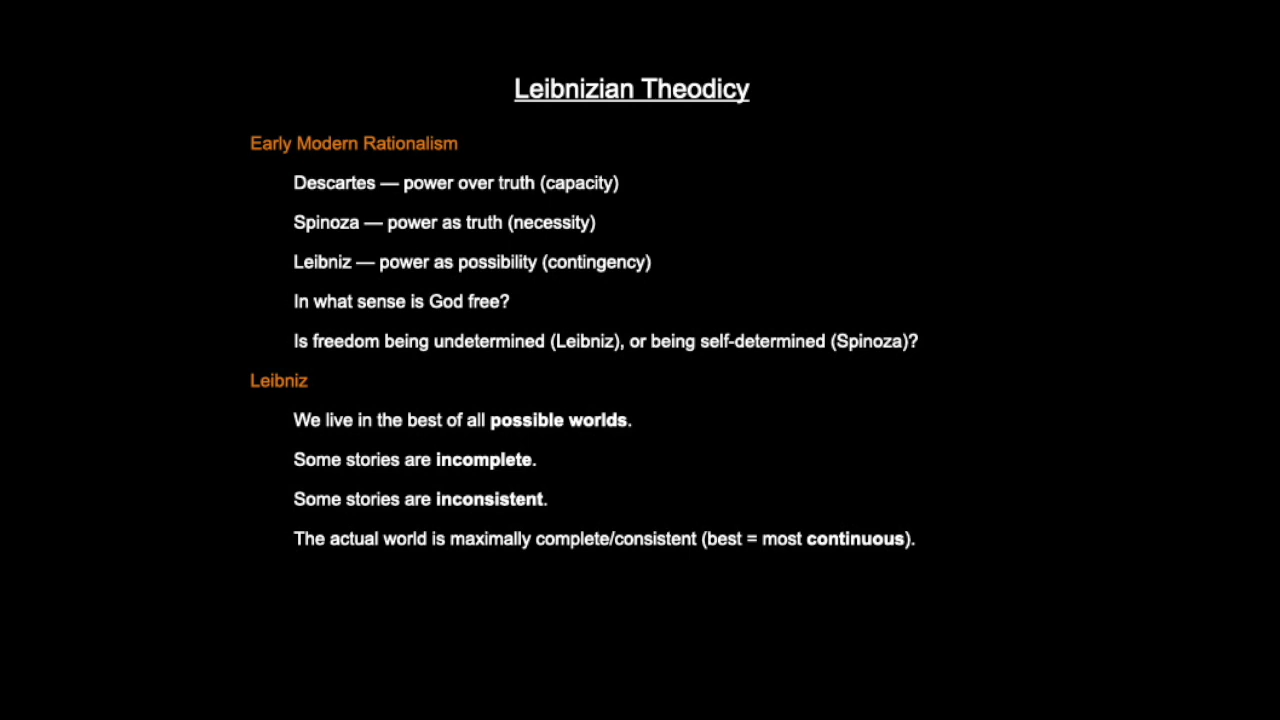 Leibnizian Theodicy
Early Modern Rationalism
Descartes — power over truth (capacity)
Spinoza — power as truth (necessity)
Leibniz — power as possibility (contingency)
In what sense is God free?
Is freedom being undetermined (Leibniz), or being self-determined (Spinoza)?
Leibniz
We live in the best of all possible worlds.
Some stories are incomplete.
Some stories are inconsistent.
The actual world is maximally complete/consistent (best = most continuous).